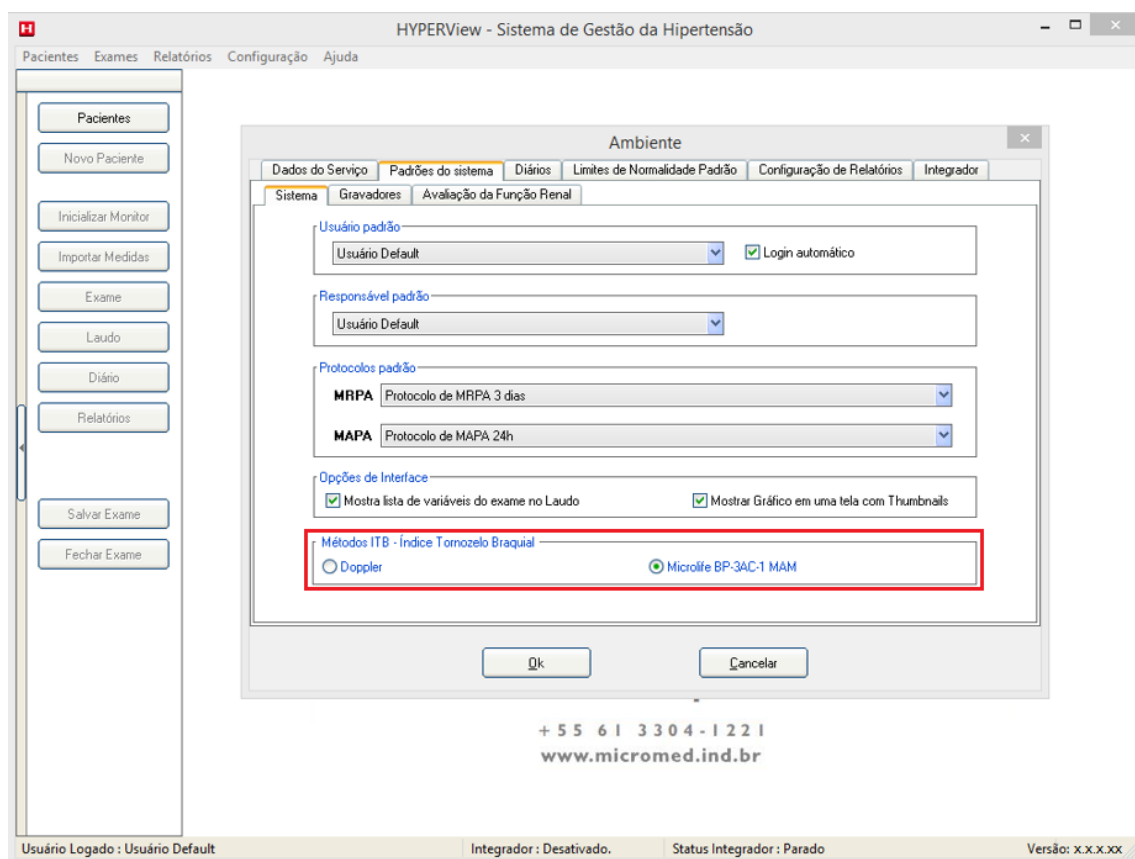 HYPERView - Sistema de Gestão da Hipertensão
Pacientes Exames Relatórios Configuração Ajuda
Pacientes
Novo Paciente
Inicializar Monitor
Importar Medidas
Exame
Laudo
Diário
Relatórios
Salvar Exame
Fechar Exame
Ambiente
Dados do Serviço Padrões do sistema Diários Limites de Normalidade Padrão Configuração de Relatórios Integrador
Sistema Gravadores Avaliação da Função Renal
Usuário padrão
Usuário Default Login automático
Responsável padrão
Usuário Default
Protocolos padrão
MRPA Protocolo de MRPA 3 dias
MAPA Protocolo de MAPA 24h
Opções de Interface
Mostra lista de variáveis do exame no Laudo Mostrar Gráfico em uma tela com Thumbnails
Métodos ITB - Índice Tornozelo Braquial
Doppler Microlife BP-3AC-1 MAM
Ok Cancelar
+55 61 3304-1221
www.micromed.ind.br
Usuário Logado : Usuário Default Integrador : Desativado. Status Integrador : Parado Versão: x.x.x.xx